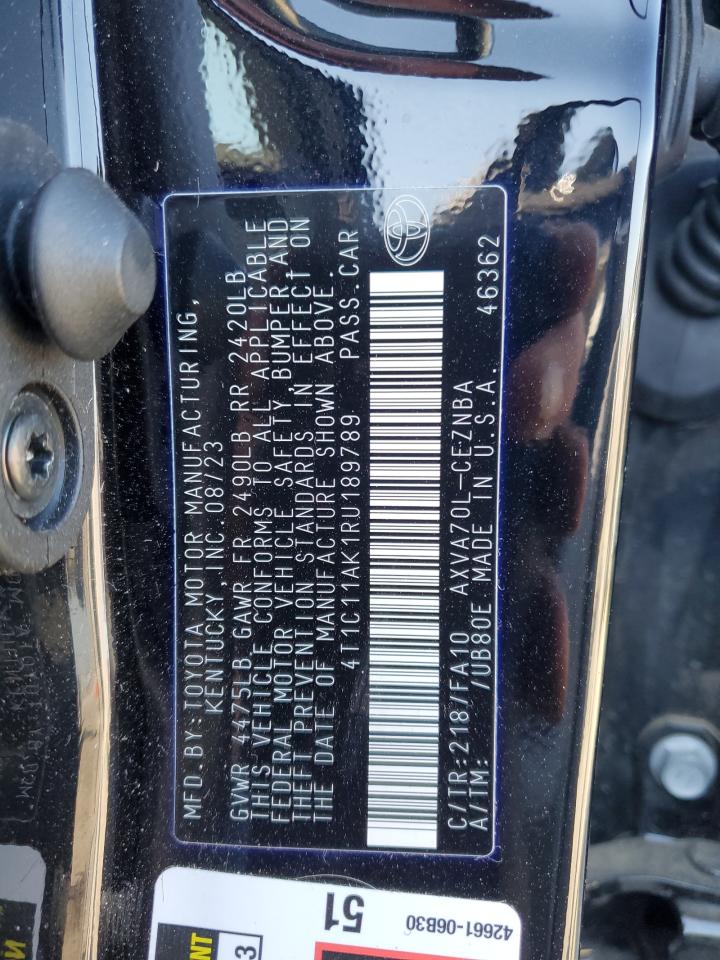 MFD. BY: TOYOTA MOTOR MANUFACTURING,
KENTUCKY INC. 08/23
GVWR 4475LB GAWR FR 2490LB RR 2420LB
THIS VEHICLE CONFORMS TO ALL APPLICABLE
FEDERAL MOTOR VEHICLE SAFETY, BUMPER, AND
THEFT PREVENTION STANDARDS IN EFFECT ON
THE DATE OF MANUFACTURE SHOWN ABOVE.
4T1C11AK1RU189789 PASS.CAR
C/TR:218/FA10 AXVA70L-CEZNBA
A/TM: /UB80E MADE IN U.S.A. 46362
51
42661-06B30
3